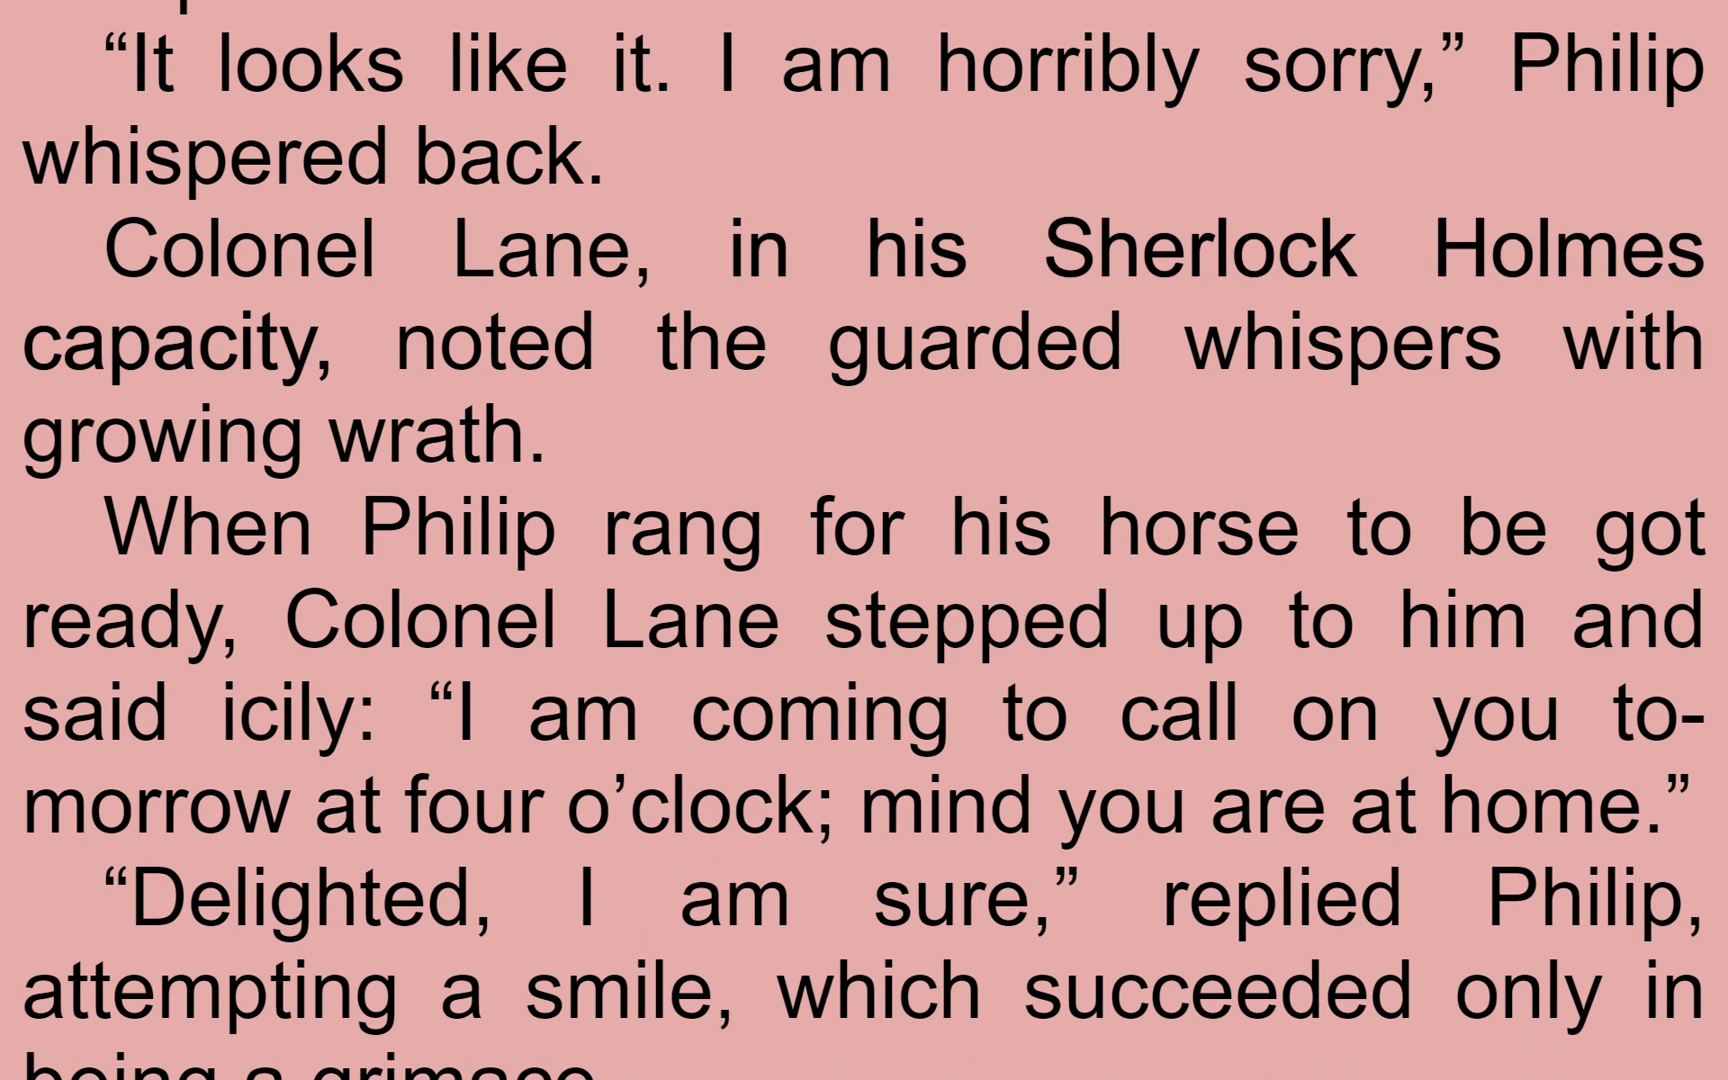 “It looks like it. I am horribly sorry,” Philip
whispered back.
Colonel Lane, in his Sherlock Holmes
capacity, noted the guarded whispers with
growing wrath.
When Philip rang for his horse to be got
ready, Colonel Lane stepped up to him and
said icily: “I am coming to call on you to-
morrow at four o’clock; mind you are at home.”
“Delighted, I am sure,” replied Philip,
attempting a smile, which succeeded only in
being a grimace